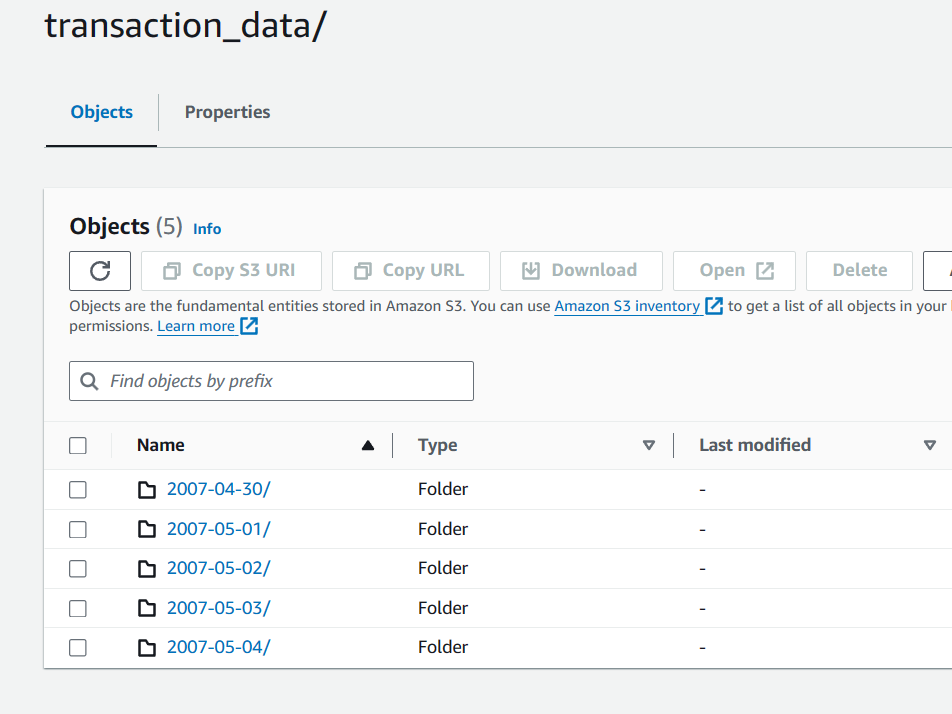 transaction_data/
Objects Properties
Objects (5) Info
Copy S3 URI Copy URL Download Open Delete
Objects are the fundamental entities stored in Amazon S3. You can use Amazon S3 inventory to get a list of all objects in your
permissions. Learn more
Find objects by prefix
Name Type Last modified
2007-04-30/ Folder -
2007-05-01/ Folder -
2007-05-02/ Folder -
2007-05-03/ Folder -
2007-05-04/ Folder -